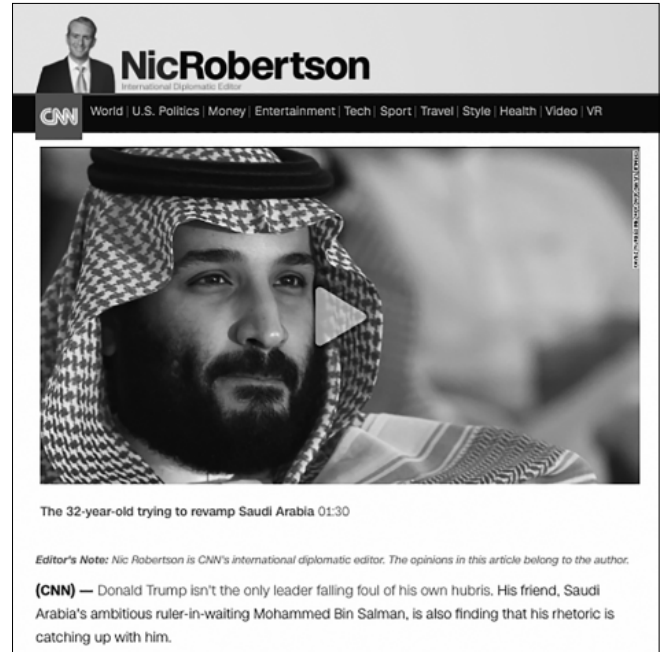 NicRobertson
International Diplomatic Editor
CNN World | U.S. Politics | Money | Entertainment | Tech | Sport | Travel | Style | Health | Video | VR
The 32-year-old trying to revamp Saudi Arabia 01:30
Editor's Note: Nic Robertson is CNN's international diplomatic editor. The opinions in this article belong to the author.
(CNN) — Donald Trump isn't the only leader falling foul of his own hubris. His friend, Saudi
Arabia's ambitious ruler-in-waiting Mohammed Bin Salman, is also finding that his rhetoric is
catching up with him.